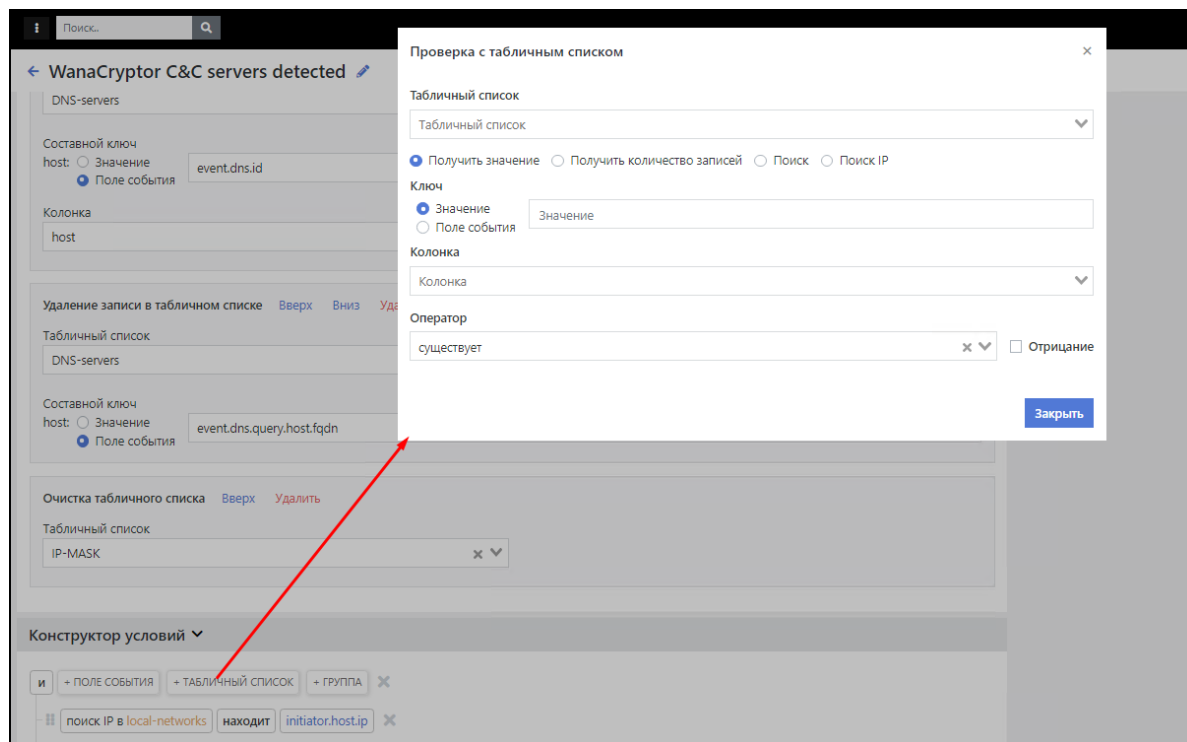 Поиск..
WanaCryptor C&C servers detected
DNS-servers
Составной ключ
host: Значение
Поле события
event.dns.id
Колонка
host
Удаление записи в табличном списке Вверх Вниз
Табличный список
DNS-servers
Составной ключ
host: Значение
Поле события
event.dns.query.host.fqdn
Очистка табличного списка Вверх Удалить
Табличный список
IP-MASK
Конструктор условий
и + ПОЛЕ СОБЫТИЯ + ТАБЛИЧНЫЙ СПИСОК + ГРУППА
поиск IP в local-networks находит initiator.host.ip
Проверка с табличным списком
Табличный список
Табличный список
Получить значение Получить количество записей Поиск Поиск IP
Ключ
Значение
Поле события
Значение
Колонка
Колонка
Оператор
существует
Отрицание
Закрыть